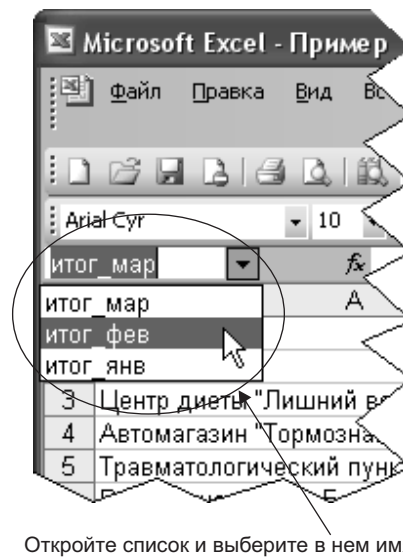 Microsoft Excel - Пример
Файл Правка Вид
Arial Cyr 10
итог_мар fx
итог_мар A
итог_фев
итог_янв
3 Центр диеты "Лишний
4 Автомагазин "Тормозна
5 Травматологический пунк
Откройте список и выберите в нем им